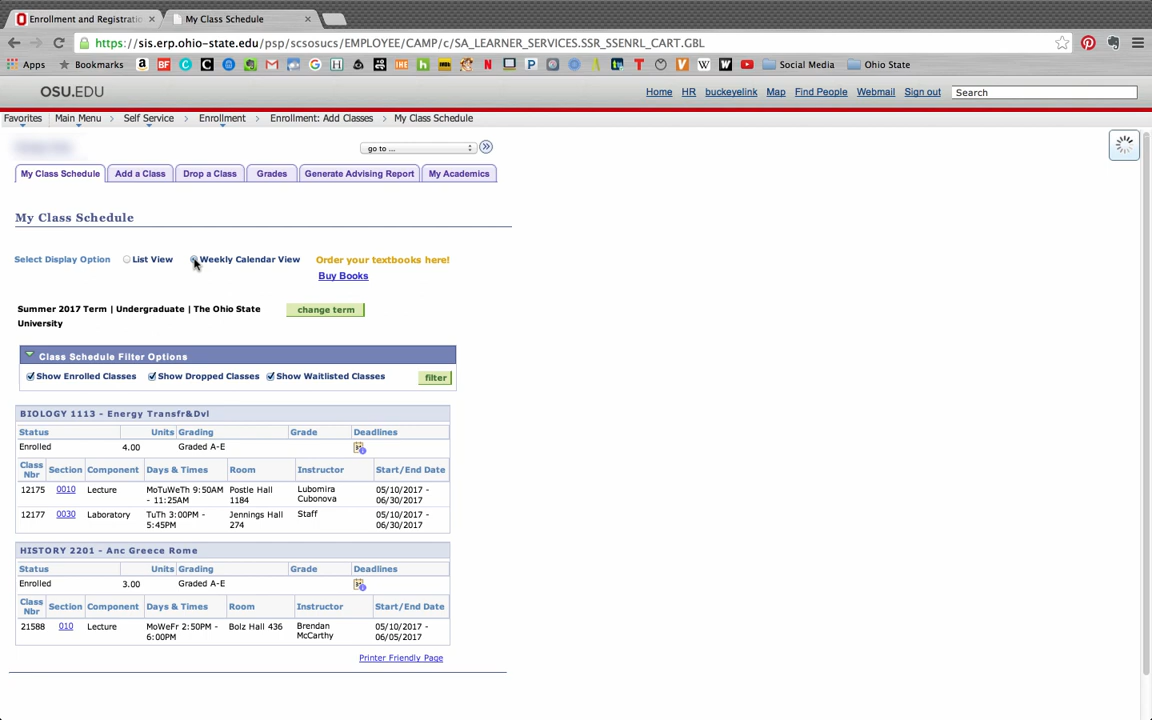 Enrollment and Registratio
My Class Schedule
https://sis.erp.ohio-state.edu/psp/scsosucs/EMPLOYEE/CAMP/c/SA_LEARNER_SERVICES.SSR_SSENRL_CART.GBL
Apps Bookmarks Social Media Ohio State
OSU.EDU Home HR buckeyelink Map Find People Webmail Sign out Search
Favorites Main Menu > Self Service > Enrollment > Enrollment: Add Classes > My Class Schedule
go to ...
My Class Schedule Add a Class Drop a Class Grades Generate Advising Report My Academics
My Class Schedule
Select Display Option List View Weekly Calendar View Order your textbooks here!
Buy Books
Summer 2017 Term | Undergraduate | The Ohio State
University
change term
Class Schedule Filter Options
Show Enrolled Classes Show Dropped Classes Show Waitlisted Classes filter
BIOLOGY 1113 - Energy Transfr&Dvl
Status Units Grading Grade Deadlines
Enrolled 4.00 Graded A-E
Class Nbr Section Component Days & Times Room Instructor Start/End Date
12175 0010 Lecture MoTuWeTh 9:50AM - 11:25AM Postle Hall 1184 Lubomira Cubonova 05/10/2017 - 06/30/2017
12177 0030 Laboratory TuTh 3:00PM - 5:45PM Jennings Hall 274 Staff 05/10/2017 - 06/30/2017
HISTORY 2201 - Anc Greece Rome
Status Units Grading Grade Deadlines
Enrolled 3.00 Graded A-E
Class Nbr Section Component Days & Times Room Instructor Start/End Date
21588 010 Lecture MoWeFr 2:50PM - 6:00PM Bolz Hall 436 Brendan McCarthy 05/10/2017 - 06/05/2017
Printer Friendly Page